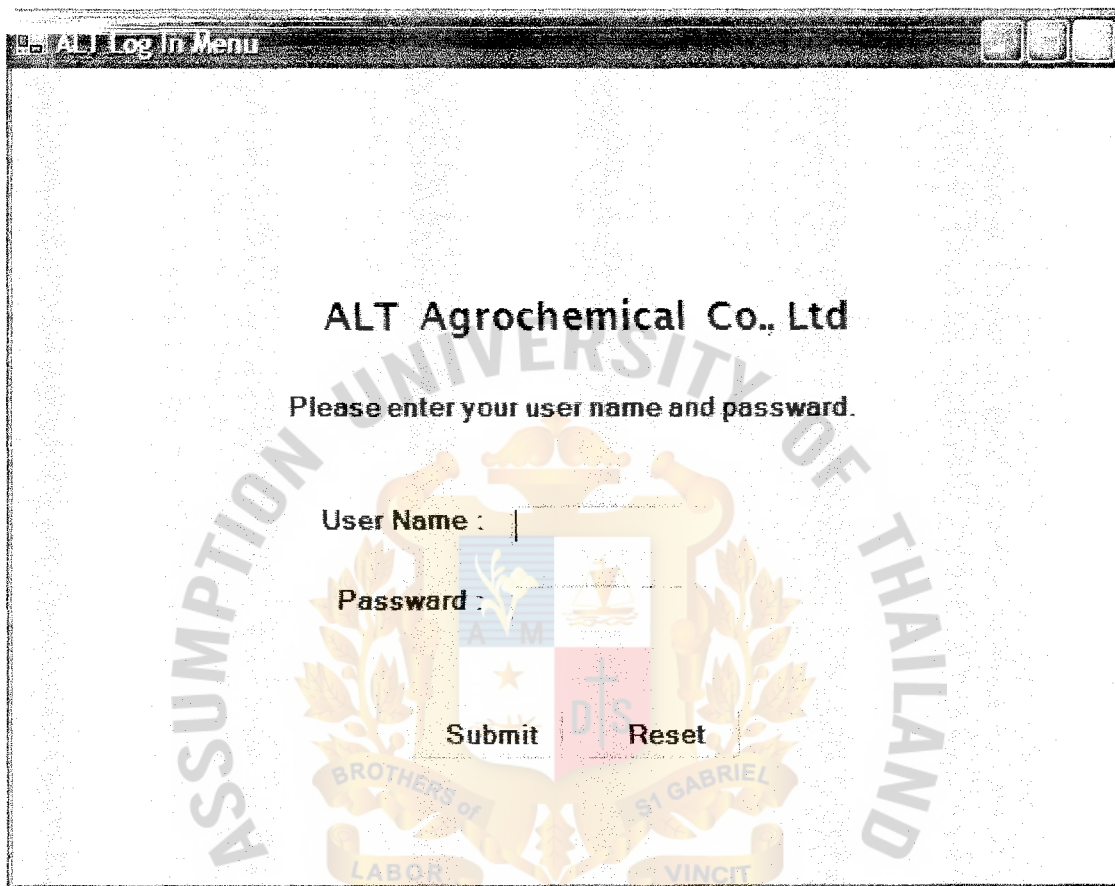 ALT Log In Menu
ALT Agrochemical Co., Ltd
Please enter your user name and passward.
User Name :
Passward :
Submit Reset
ASSUMPTION UNIVERSITY OF THAILAND
A M
D S
BROTHERS of ST GABRIEL
LABOR VINCIT